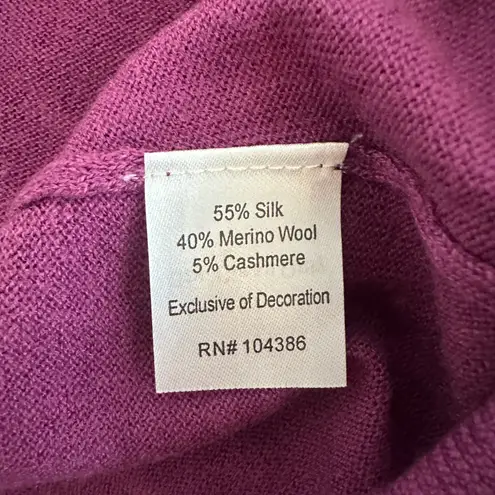 55% Silk
40% Merino Wool
5% Cashmere
Exclusive of Decoration
RN# 104386